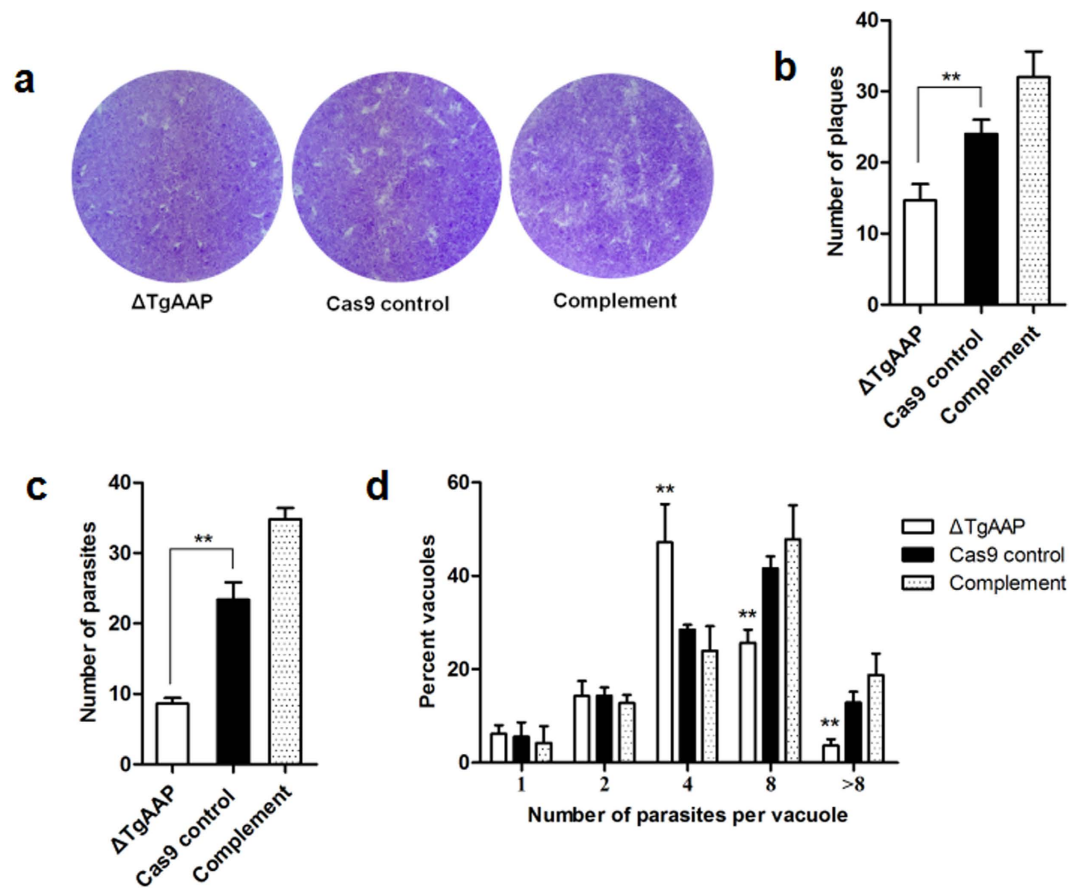 a
ΔTgAAP
Cas9 control
Complement
b
Number of plaques
40
30
20
10
0
**
ΔTgAAP
Cas9 control
Complement
c
Number of parasites
40
30
20
10
0
**
ΔTgAAP
Cas9 control
Complement
d
Percent vacuoles
60
40
20
0
**
**
**
1 2 4 8 >8
Number of parasites per vacuole
ΔTgAAP
Cas9 control
Complement